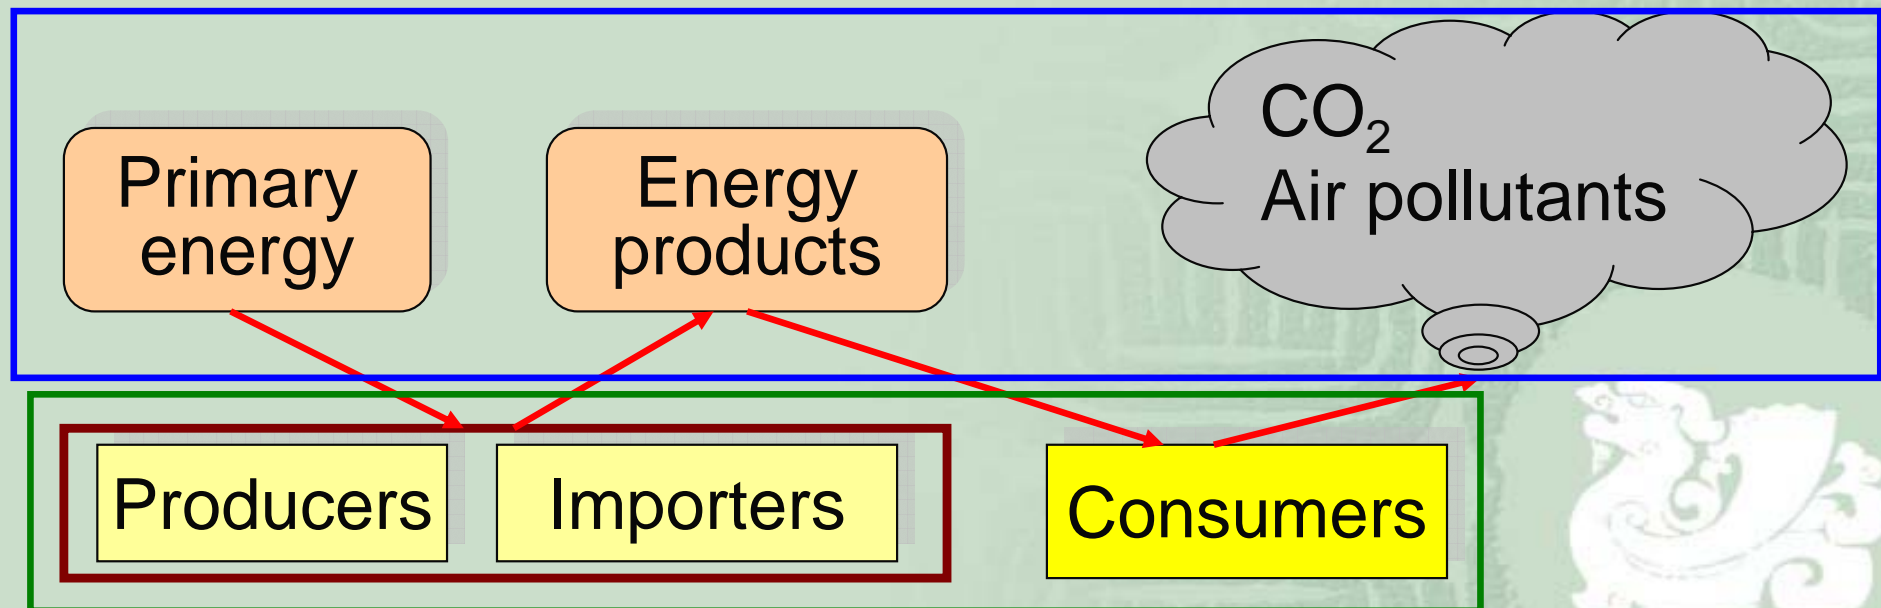 Primary
energy
Energy
products
CO₂
Air pollutants
Producers
Importers
Consumers